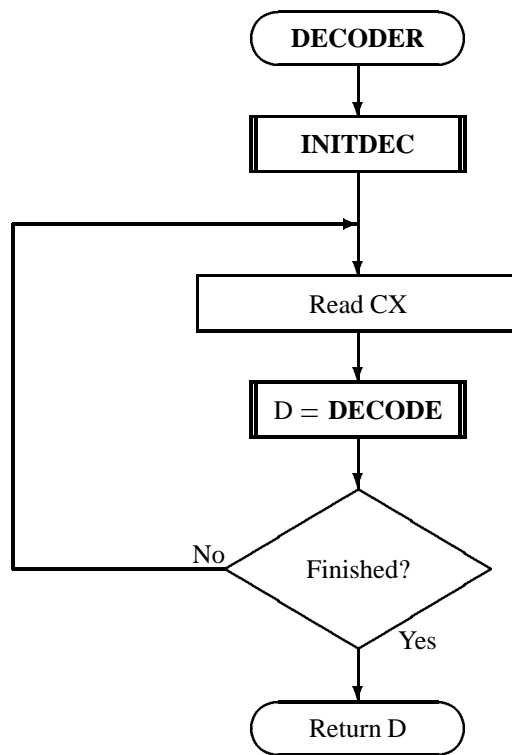 DECODER
INITDEC
Read CX
D = DECODE
No
Finished?
Yes
Return D